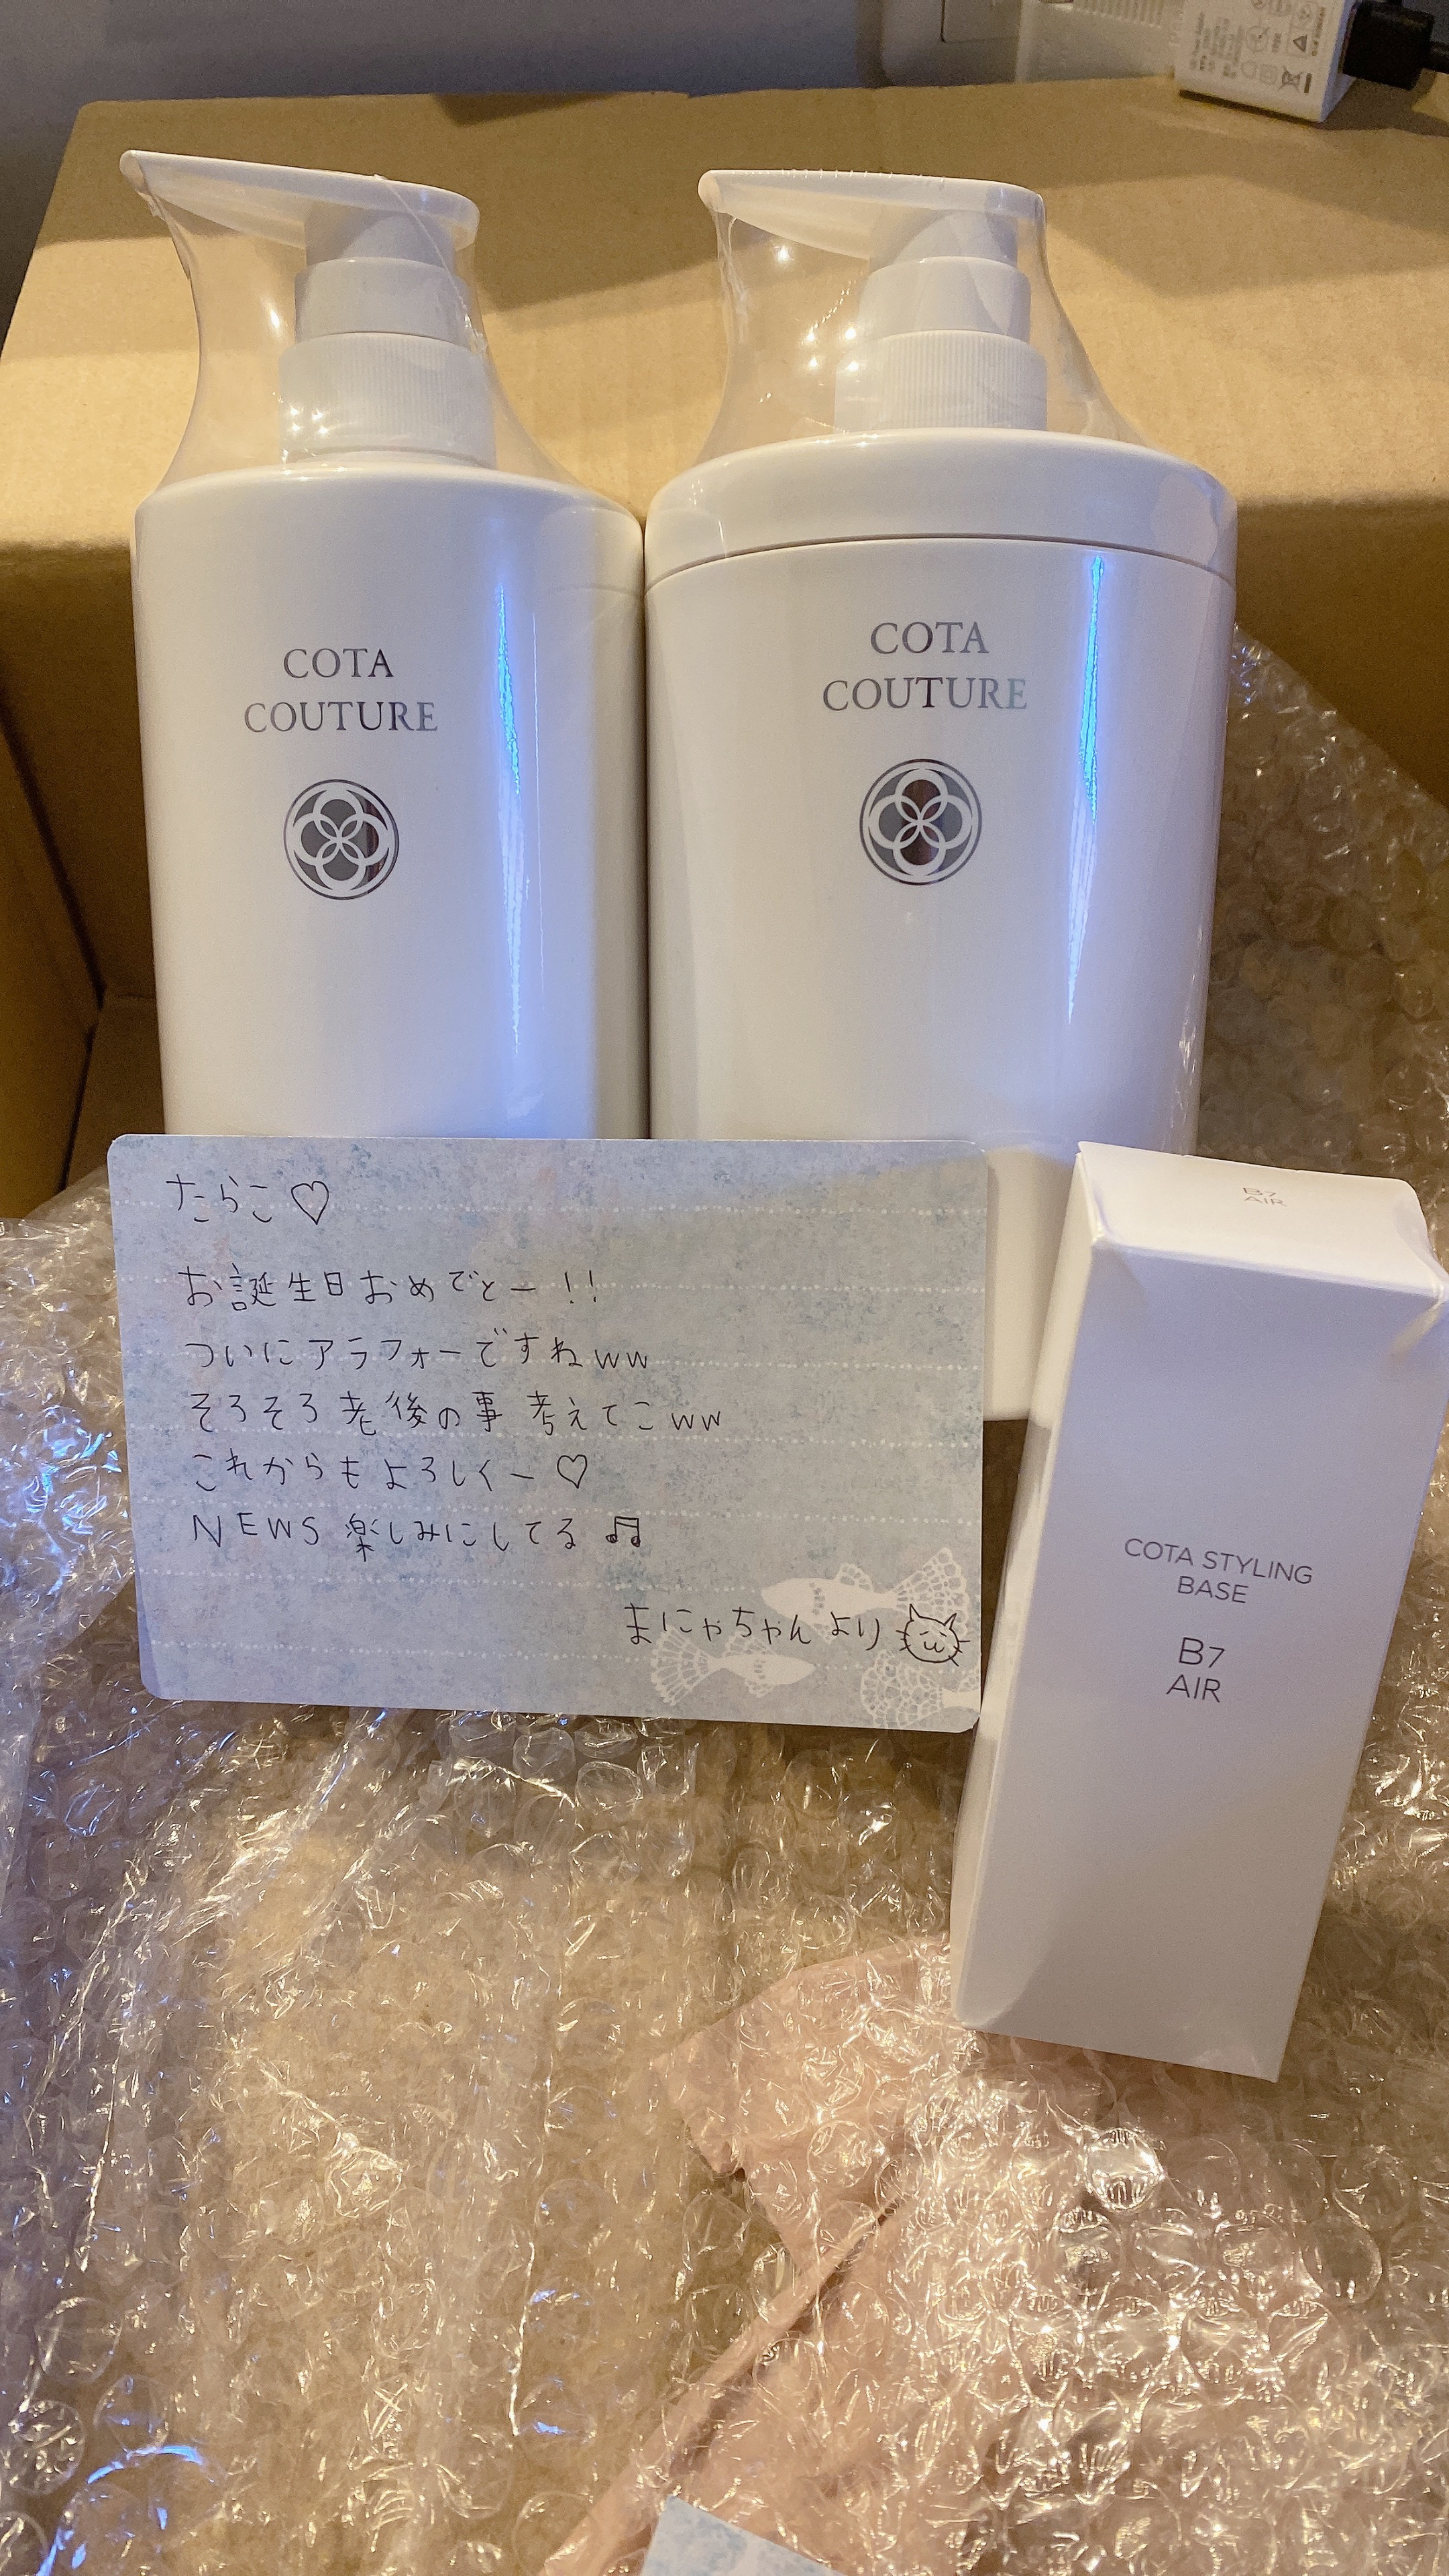 COTA
COUTURE
COTA
COUTURE
たらこ♡
お誕生日おめでとー!!
ついにアラフォーですねww
そろそろ老後の事考えてこww
これからもよろしくー♡
NEWS楽しみにしてる♫
まにゃちゃんより
B7
AIR
COTA STYLING
BASE
B7
AIR